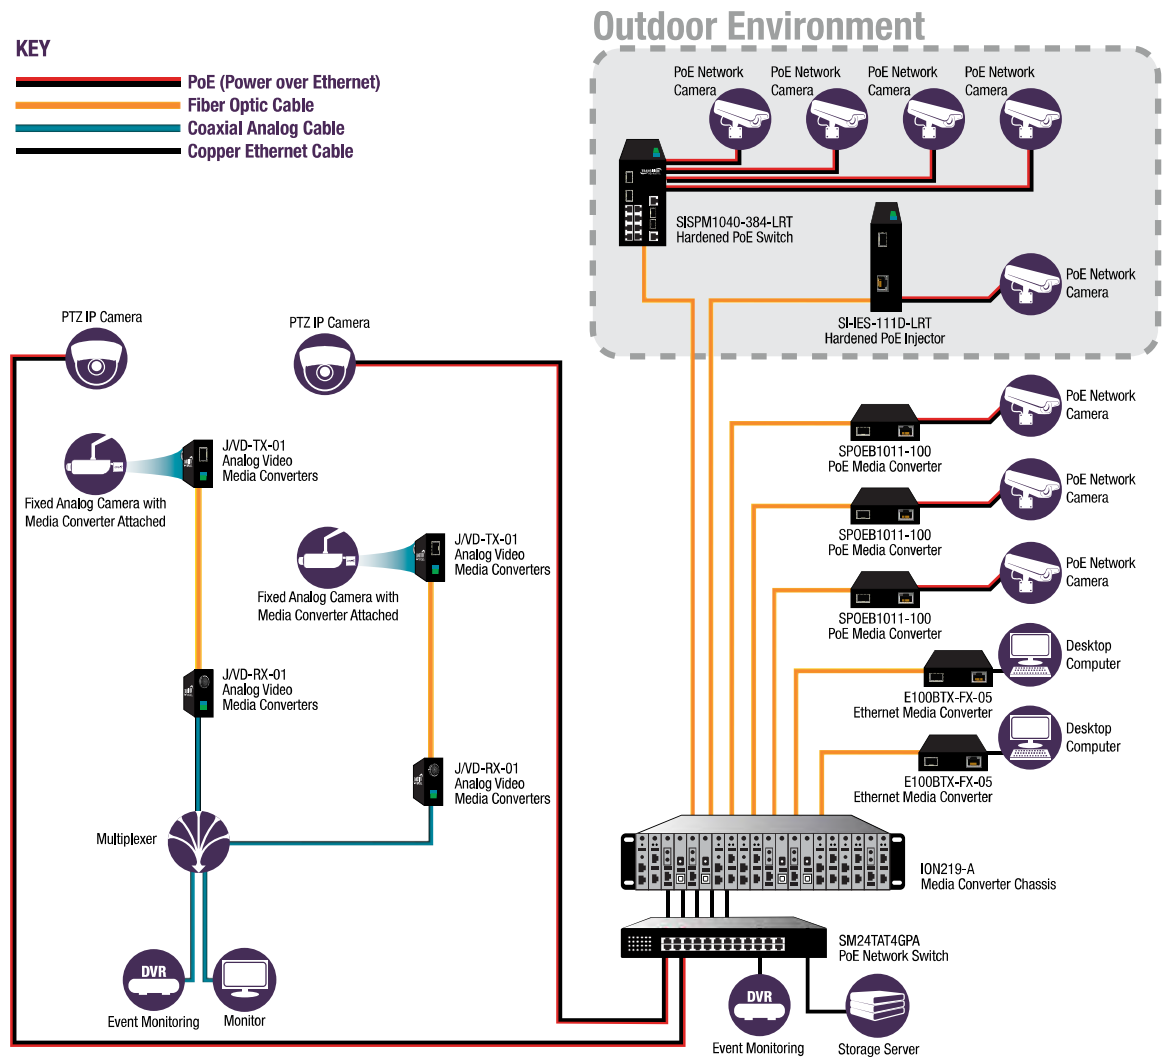 Outdoor Environment
KEY
PoE (Power over Ethernet)
Fiber Optic Cable
Coaxial Analog Cable
Copper Ethernet Cable
PoE Network
Camera
PoE Network
Camera
PoE Network
Camera
PoE Network
Camera
SISPM1040-384-LRT
Hardened PoE Switch
PoE Network
Camera
SI-IES-111D-LRT
Hardened PoE Injector
PTZ IP Camera
PTZ IP Camera
PoE Network
Camera
SPOEB1011-100
PoE Media Converter
J/VD-TX-01
Analog Video
Media Converters
Fixed Analog Camera with
Media Converter Attached
PoE Network
Camera
SPOEB1011-100
PoE Media Converter
J/VD-TX-01
Analog Video
Media Converters
Fixed Analog Camera with
Media Converter Attached
PoE Network
Camera
SPOEB1011-100
PoE Media Converter
J/VD-RX-01
Analog Video
Media Converters
Desktop
Computer
E100BTX-FX-05
Ethernet Media Converter
Desktop
Computer
E100BTX-FX-05
Ethernet Media Converter
J/VD-RX-01
Analog Video
Media Converters
Multiplexer
ION219-A
Media Converter Chassis
SM24TAT4GPA
PoE Network Switch
DVR
Event Monitoring
Monitor
DVR
Event Monitoring
Storage Server